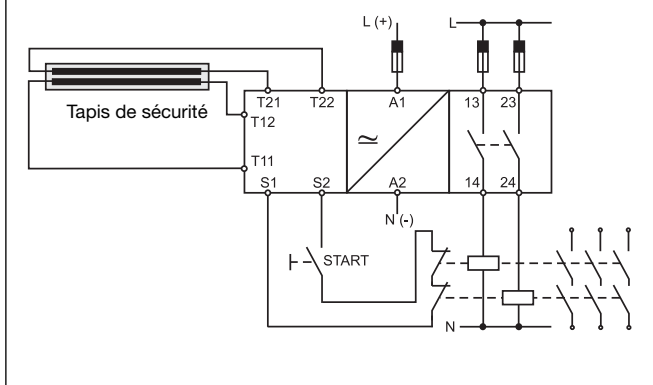 L (+)
L
Tapis de sécurité
T21
T22
A1
13
23
T12
≃
T11
S1
S2
A2
14
24
N (-)
START
N